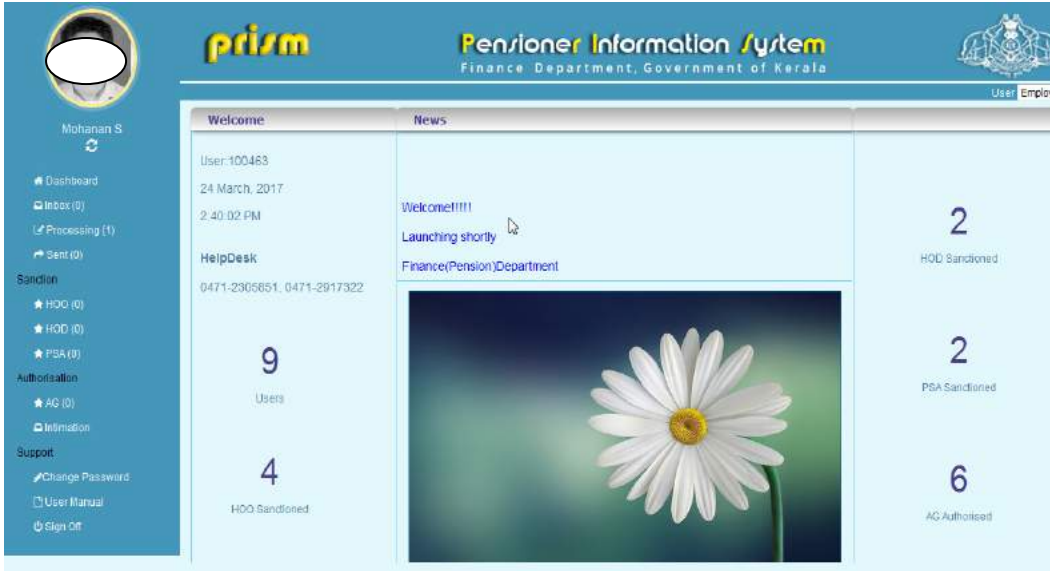 prism
Pensioner Information System
Finance Department, Government of Kerala
User Emplo
Mohanan S
Dashboard
Inbox (0)
Processing (1)
Sent (0)
Sanction
HOO (0)
HOD (0)
PSA (0)
Authorisation
AG (0)
Intimation
Support
Change Password
User Manual
Sign Off
Welcome
User:100463
24 March, 2017
2:40:02 PM
HelpDesk
0471-2305651, 0471-2917322
9
Users
4
HOO Sanctioned
News
Welcome!!!!!
Launching shortly
Finance(Pension)Department
2
HOD Sanctioned
2
PSA Sanctioned
6
AG Authorised